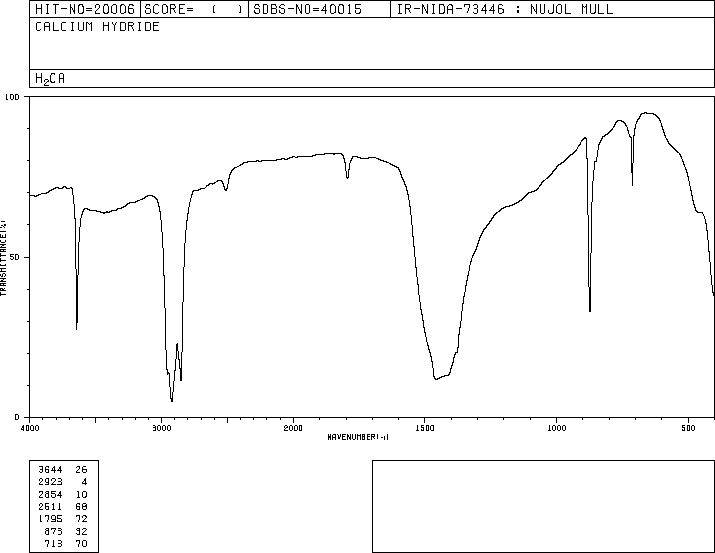 HIT-NO=20006 SCORE= ( ) SDBS-NO=40015 IR-NIDA-73446 : NUJOL MULL
CALCIUM HYDRIDE
H2CA
100
50
0
TRANSMITTANCE(%)
4000 3000 2000 1500 1000 500
WAVENUMBER(-1)
3644 26
2923 4
2854 10
2511 68
1795 72
873 32
713 70